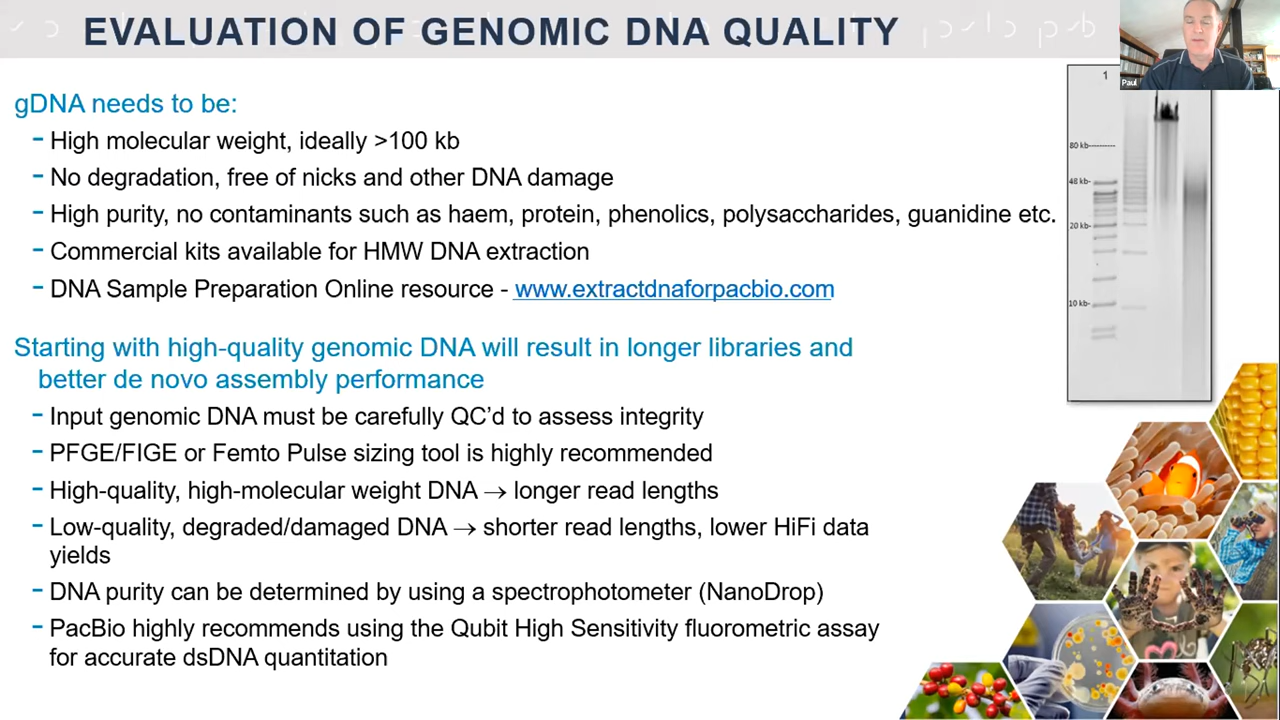 EVALUATION OF GENOMIC DNA QUALITY
gDNA needs to be:
- High molecular weight, ideally >100 kb
- No degradation, free of nicks and other DNA damage
- High purity, no contaminants such as haem, protein, phenolics, polysaccharides, guanidine etc.
- Commercial kits available for HMW DNA extraction
- DNA Sample Preparation Online resource - www.extractdnaforpacbio.com
Starting with high-quality genomic DNA will result in longer libraries and
better de novo assembly performance
- Input genomic DNA must be carefully QC’d to assess integrity
- PFGE/FIGE or Femto Pulse sizing tool is highly recommended
- High-quality, high-molecular weight DNA → longer read lengths
- Low-quality, degraded/damaged DNA → shorter read lengths, lower HiFi data
yields
- DNA purity can be determined by using a spectrophotometer (NanoDrop)
- PacBio highly recommends using the Qubit High Sensitivity fluorometric assay
for accurate dsDNA quantitation
Paul
1
80 kb
48 kb
20 kb
10 kb